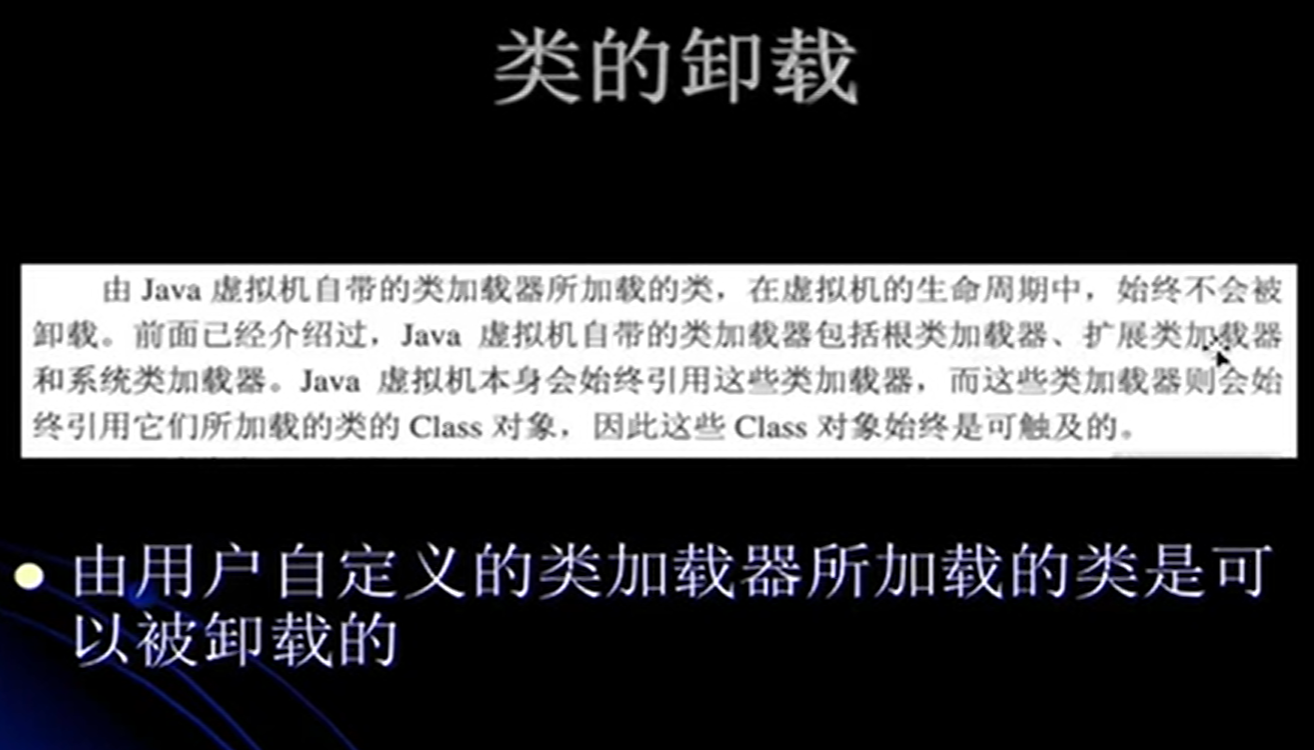 类的卸载
由 Java 虚拟机自带的类加载器所加载的类，在虚拟机的生命周期中，始终不会被
卸载。前面已经介绍过，Java 虚拟机自带的类加载器包括根类加载器、扩展类加载器
和系统类加载器。Java 虚拟机本身会始终引用这些类加载器，而这些类加载器则会始
终引用它们所加载的类的 Class 对象，因此这些 Class 对象始终是可触及的。
由用户自定义的类加载器所加载的类是可
以被卸载的